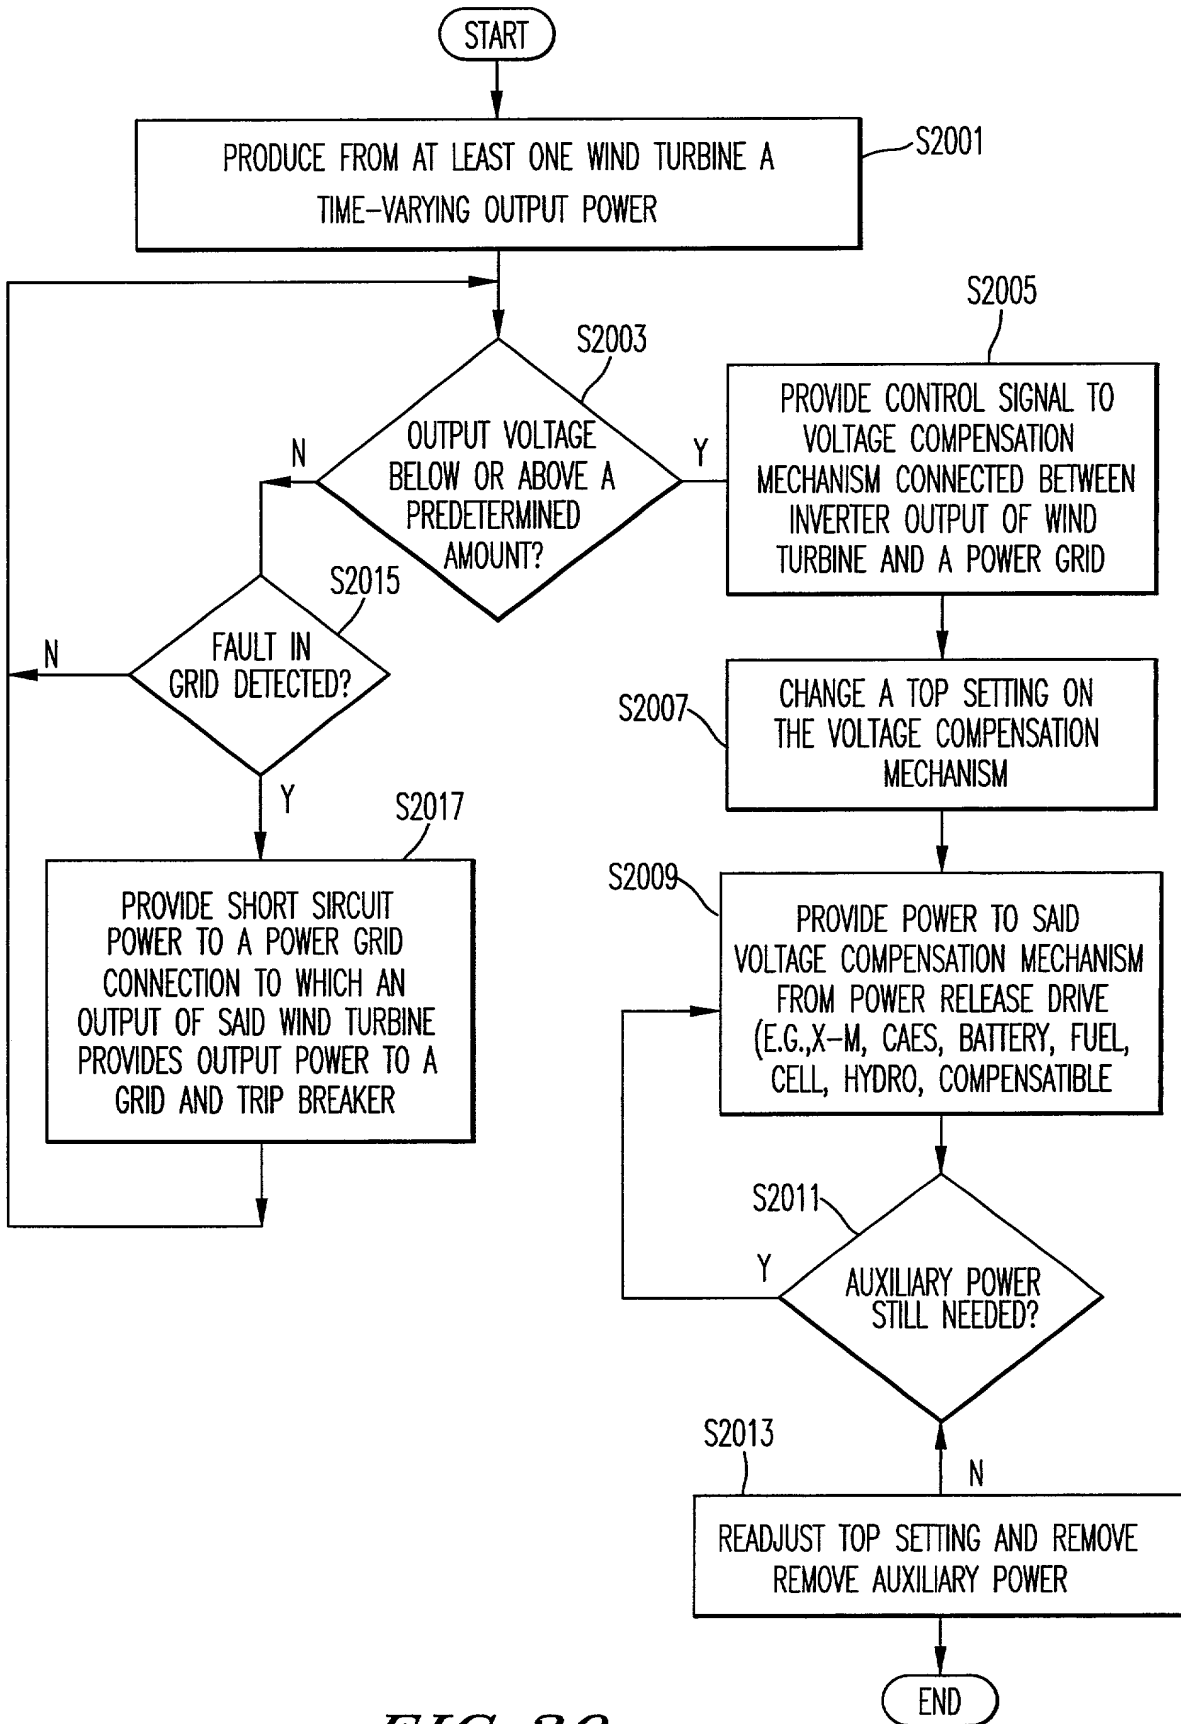 START
PRODUCE FROM AT LEAST ONE WIND TURBINE A
TIME-VARYING OUTPUT POWER
S2001
S2003
OUTPUT VOLTAGE
BELOW OR ABOVE A
PREDETERMINED
AMOUNT?
N
Y
S2005
PROVIDE CONTROL SIGNAL TO
VOLTAGE COMPENSATION
MECHANISM CONNECTED BETWEEN
INVERTER OUTPUT OF WIND
TURBINE AND A POWER GRID
S2015
FAULT IN
GRID DETECTED?
N
Y
S2007
CHANGE A TOP SETTING ON
THE VOLTAGE COMPENSATION
MECHANISM
S2017
PROVIDE SHORT SIRCUIT
POWER TO A POWER GRID
CONNECTION TO WHICH AN
OUTPUT OF SAID WIND TURBINE
PROVIDES OUTPUT POWER TO A
GRID AND TRIP BREAKER
S2009
PROVIDE POWER TO SAID
VOLTAGE COMPENSATION MECHANISM
FROM POWER RELEASE DRIVE
(E.G.,X-M, CAES, BATTERY, FUEL,
CELL, HYDRO, COMPENSATIBLE
S2011
Y
AUXILIARY POWER
STILL NEEDED?
S2013
N
READJUST TOP SETTING AND REMOVE
REMOVE AUXILIARY POWER
END